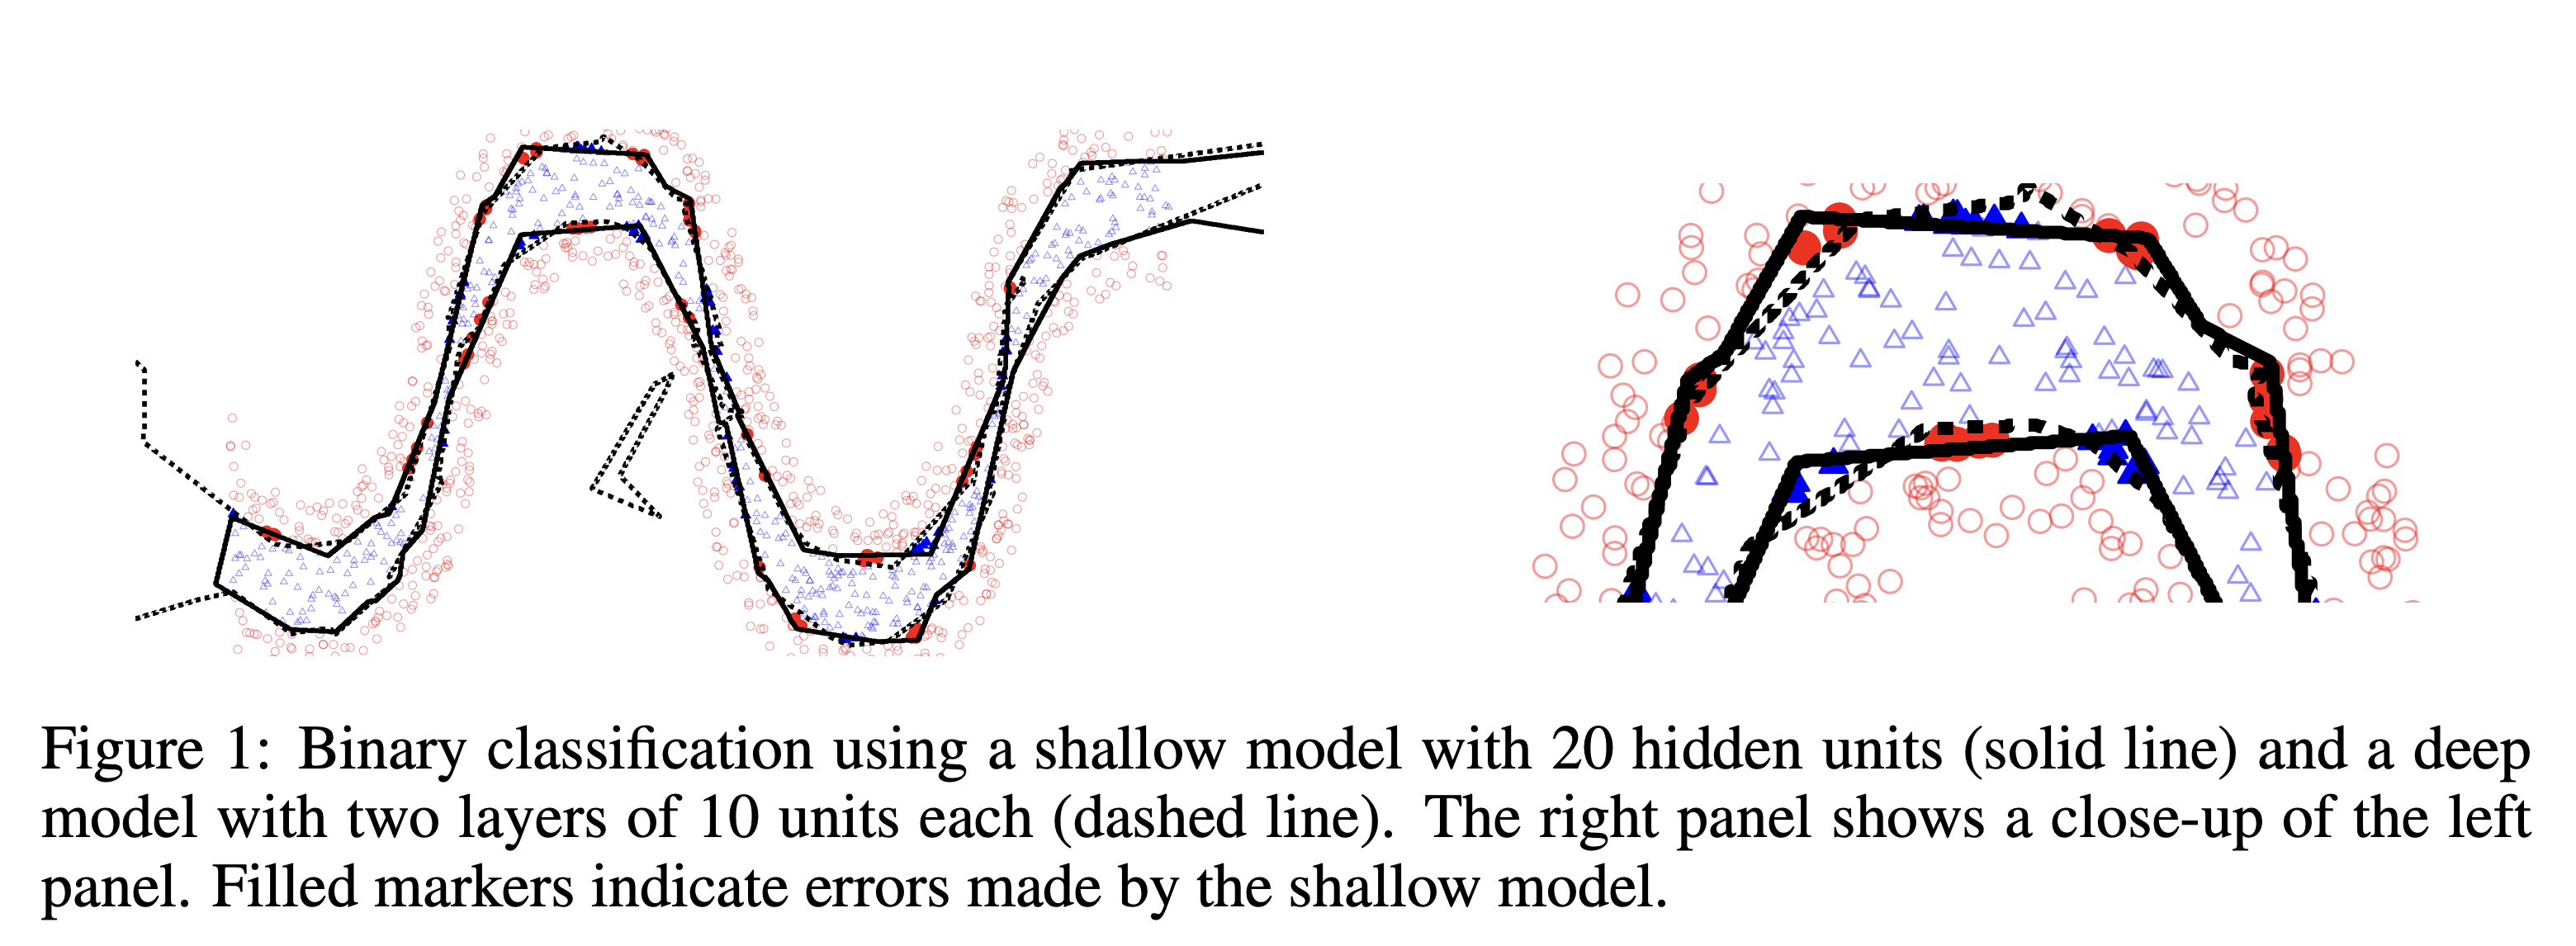 Figure 1: Binary classification using a shallow model with 20 hidden units (solid line) and a deep
model with two layers of 10 units each (dashed line). The right panel shows a close-up of the left
panel. Filled markers indicate errors made by the shallow model.